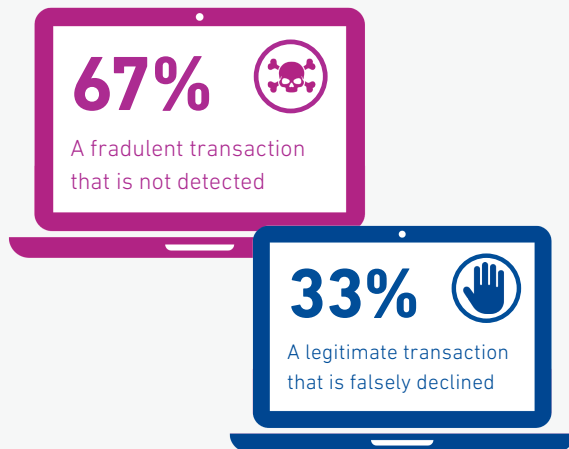 67%
A fradulent transaction
that is not detected
33%
A legitimate transaction
that is falsely declined